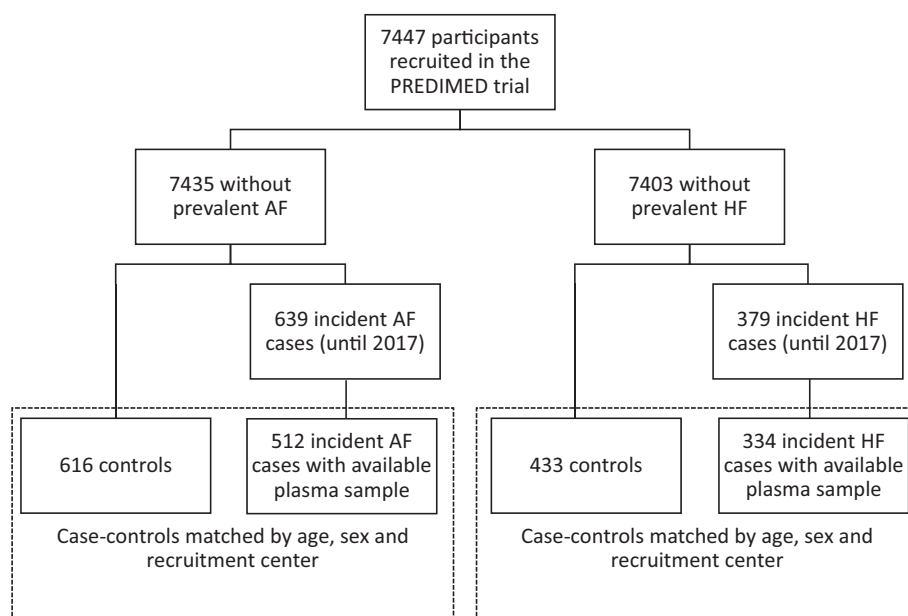 7447 participants
recruited in the
PREDIMED trial
7435 without
prevalent AF
7403 without
prevalent HF
639 incident AF
cases (until 2017)
379 incident HF
cases (until 2017)
616 controls
512 incident AF
cases with available
plasma sample
433 controls
334 incident HF
cases with available
plasma sample
Case-controls matched by age, sex and
recruitment center
Case-controls matched by age, sex and
recruitment center